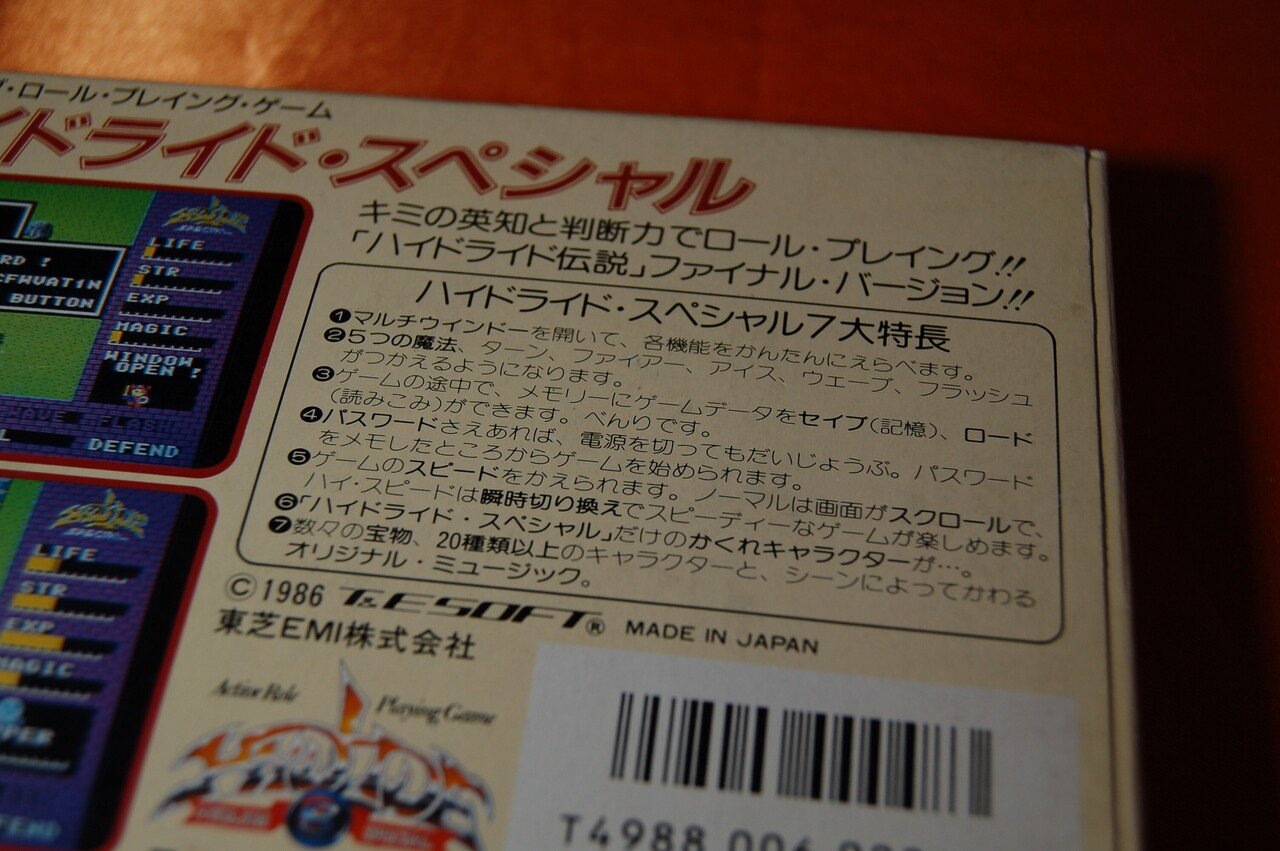 ・ロール・プレイング・ゲーム
イドライド・スペシャル
キミの英知と判断力でロール・プレイング!!
「ハイドライド伝説」ファイナル・バージョン!!
ハイドライド・スペシャル7大特長
❶マルチウインドーを開いて、各機能をかんたんにえらべます。
❷5つの魔法、ターン、ファイアー、アイス、ウェーブ、フラッシュ
がつかえるようになります。
❸ゲームの途中で、メモリーにゲームデータをセイブ(記憶)、ロード
(読みこみ)ができます。べんりです。
❹パスワードさえあれば、電源を切ってもだいじょうぶ。パスワード
をメモしたところからゲームを始められます。
❺ゲームのスピードをかえられます。ノーマルは画面がスクロールで、
ハイ・スピードは瞬時切り換えでスピーディーなゲームが楽しめます。
❻「ハイドライド・スペシャル」だけのかくれキャラクターが…。
❼数々の宝物、20種類以上のキャラクターと、シーンによってかわる
オリジナル・ミュージック。
© 1986 T&E SOFT® MADE IN JAPAN
東芝EMI株式会社
Action Role Playing Game
T4988 006
LIFE
STR
EXP
MAGIC
WINDOW
OPEN !
RD !
CFWVAT1N
BUTTON
FLASH
DEFEND
LIFE
STR
EXP
MAGIC